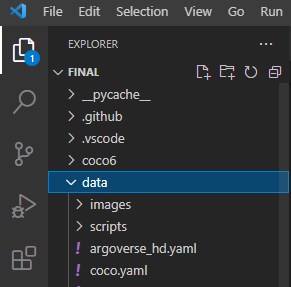 File Edit Selection View Go Run
EXPLORER
FINAL
__pycache__
.github
.vscode
coco6
data
images
scripts
! argoverse_hd.yaml
! coco.yaml
1